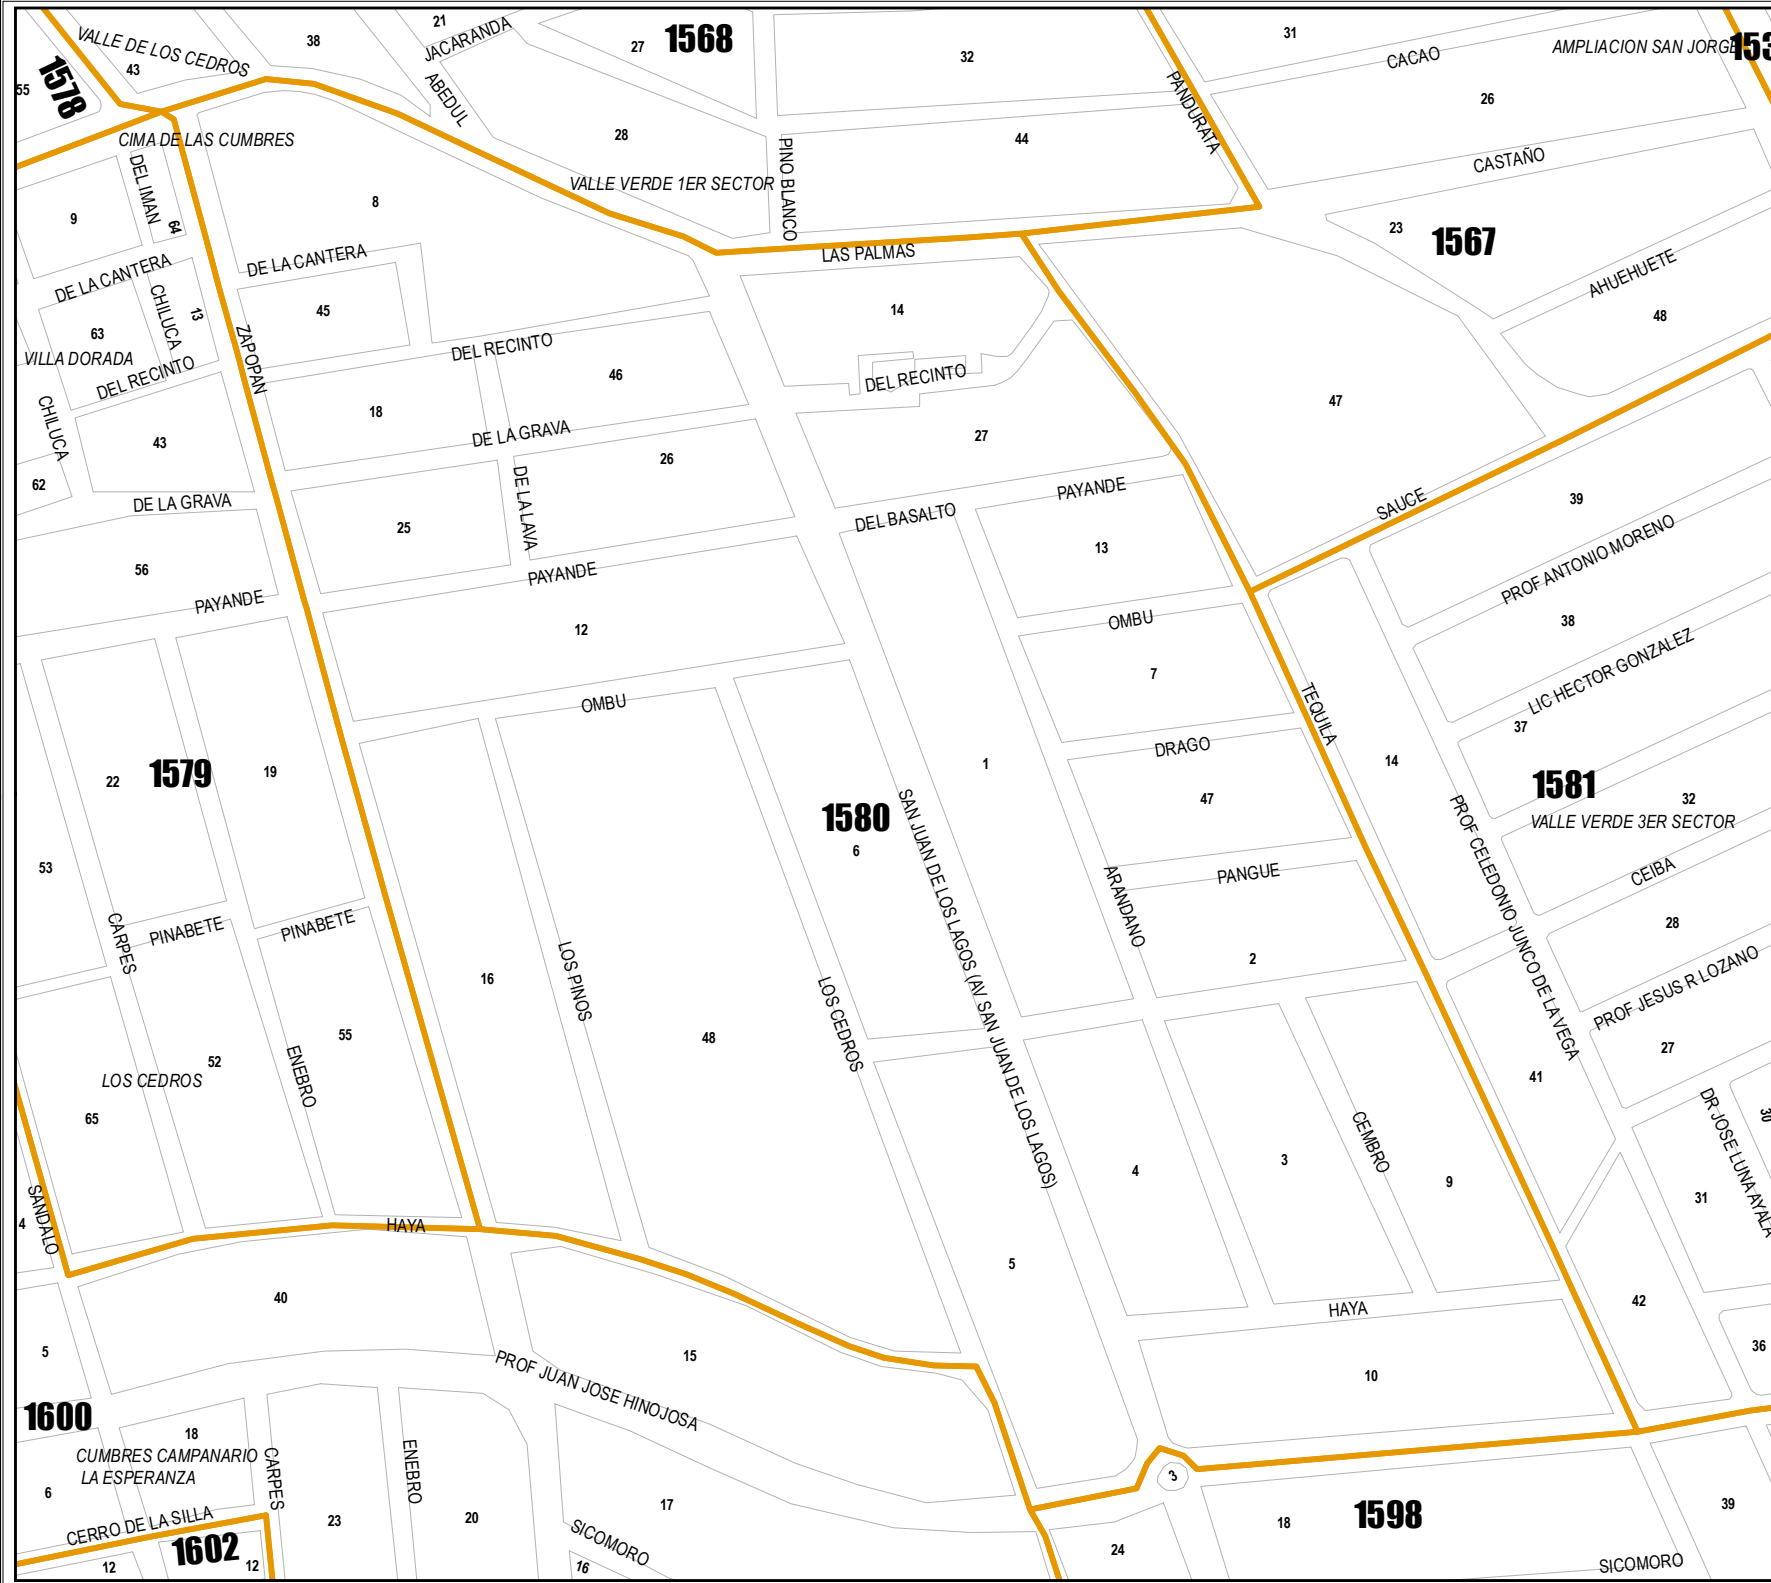 21
JACARANDA
VALLE DE LOS CEDROS
38
27
1568
32
31
CACAO
AMPLIACION SAN JORGE
153
43
55
1578
ABEDUL
PANDURATA
26
CIMA DE LAS CUMBRES
28
44
CASTAÑO
DEL IMAN
PINO BLANCO
VALLE VERDE 1ER SECTOR
9
64
8
23
1567
DE LA CANTERA
DE LA CANTERA
LAS PALMAS
AHUEHUETE
CHILUCA
13
45
14
48
63
VILLA DORADA
ZAPOPAN
DEL RECINTO
DEL RECINTO
DEL RECINTO
46
47
CHILUCA
18
43
DE LA GRAVA
27
26
62
DE LA GRAVA
DE LA LAVA
PAYANDE
SAUCE
39
25
DEL BASALTO
13
56
PAYANDE
PROF ANTONIO MORENO
PAYANDE
12
OMBU
38
7
LIC HECTOR GONZALEZ
OMBU
TEQUILA
37
DRAGO
22
1579
19
1
14
1581
47
32
1580
VALLE VERDE 3ER SECTOR
6
SAN JUAN DE LOS LAGOS (AV SAN JUAN DE LOS LAGOS)
PROF CELEDONIO JUNCO DE LA VEGA
53
PANGUE
CEIBA
ARANDANO
CARPES
PINABETE
PINABETE
28
16
LOS PINOS
2
PROF JESUS R LOZANO
LOS CEDROS
55
48
27
52
ENEBRO
LOS CEDROS
41
65
CEMBRO
DR JOSE LUNA AYALA
30
4
3
9
31
SANDALO
4
HAYA
5
40
HAYA
42
5
15
36
PROF JUAN JOSE HINOJOSA
10
1600
18
CUMBRES CAMPANARIO
LA ESPERANZA
CARPES
ENEBRO
3
6
17
39
CERRO DE LA SILLA
23
20
18
1598
1602
SICOMORO
24
12
12
16
SICOMORO